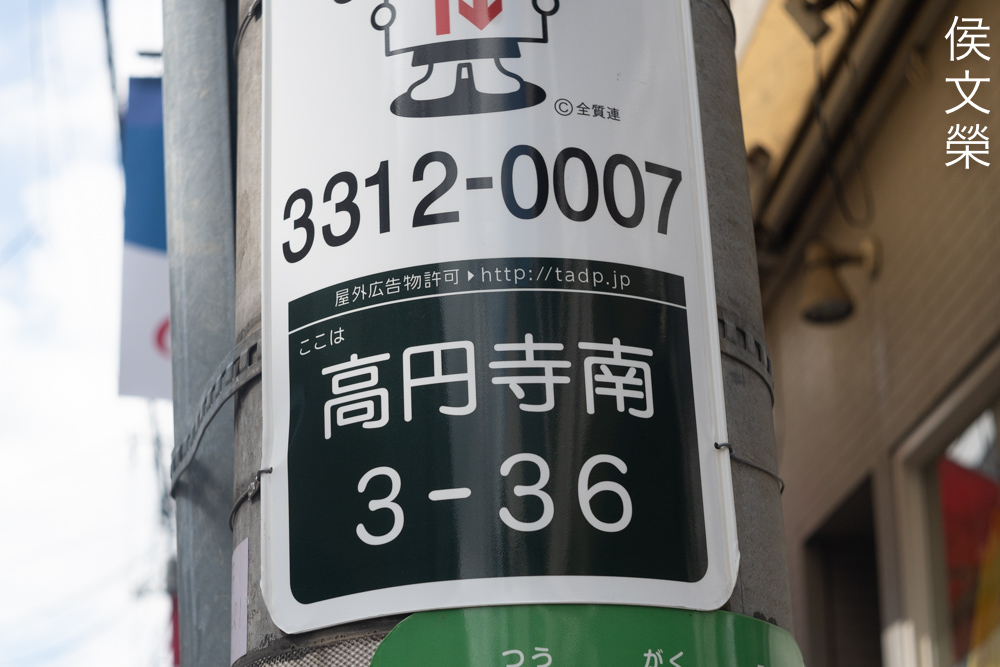 ©全質連
3312-0007
屋外広告物許可▶http://tadp.jp
ここは
高円寺南
3-36
つう がく
侯文榮